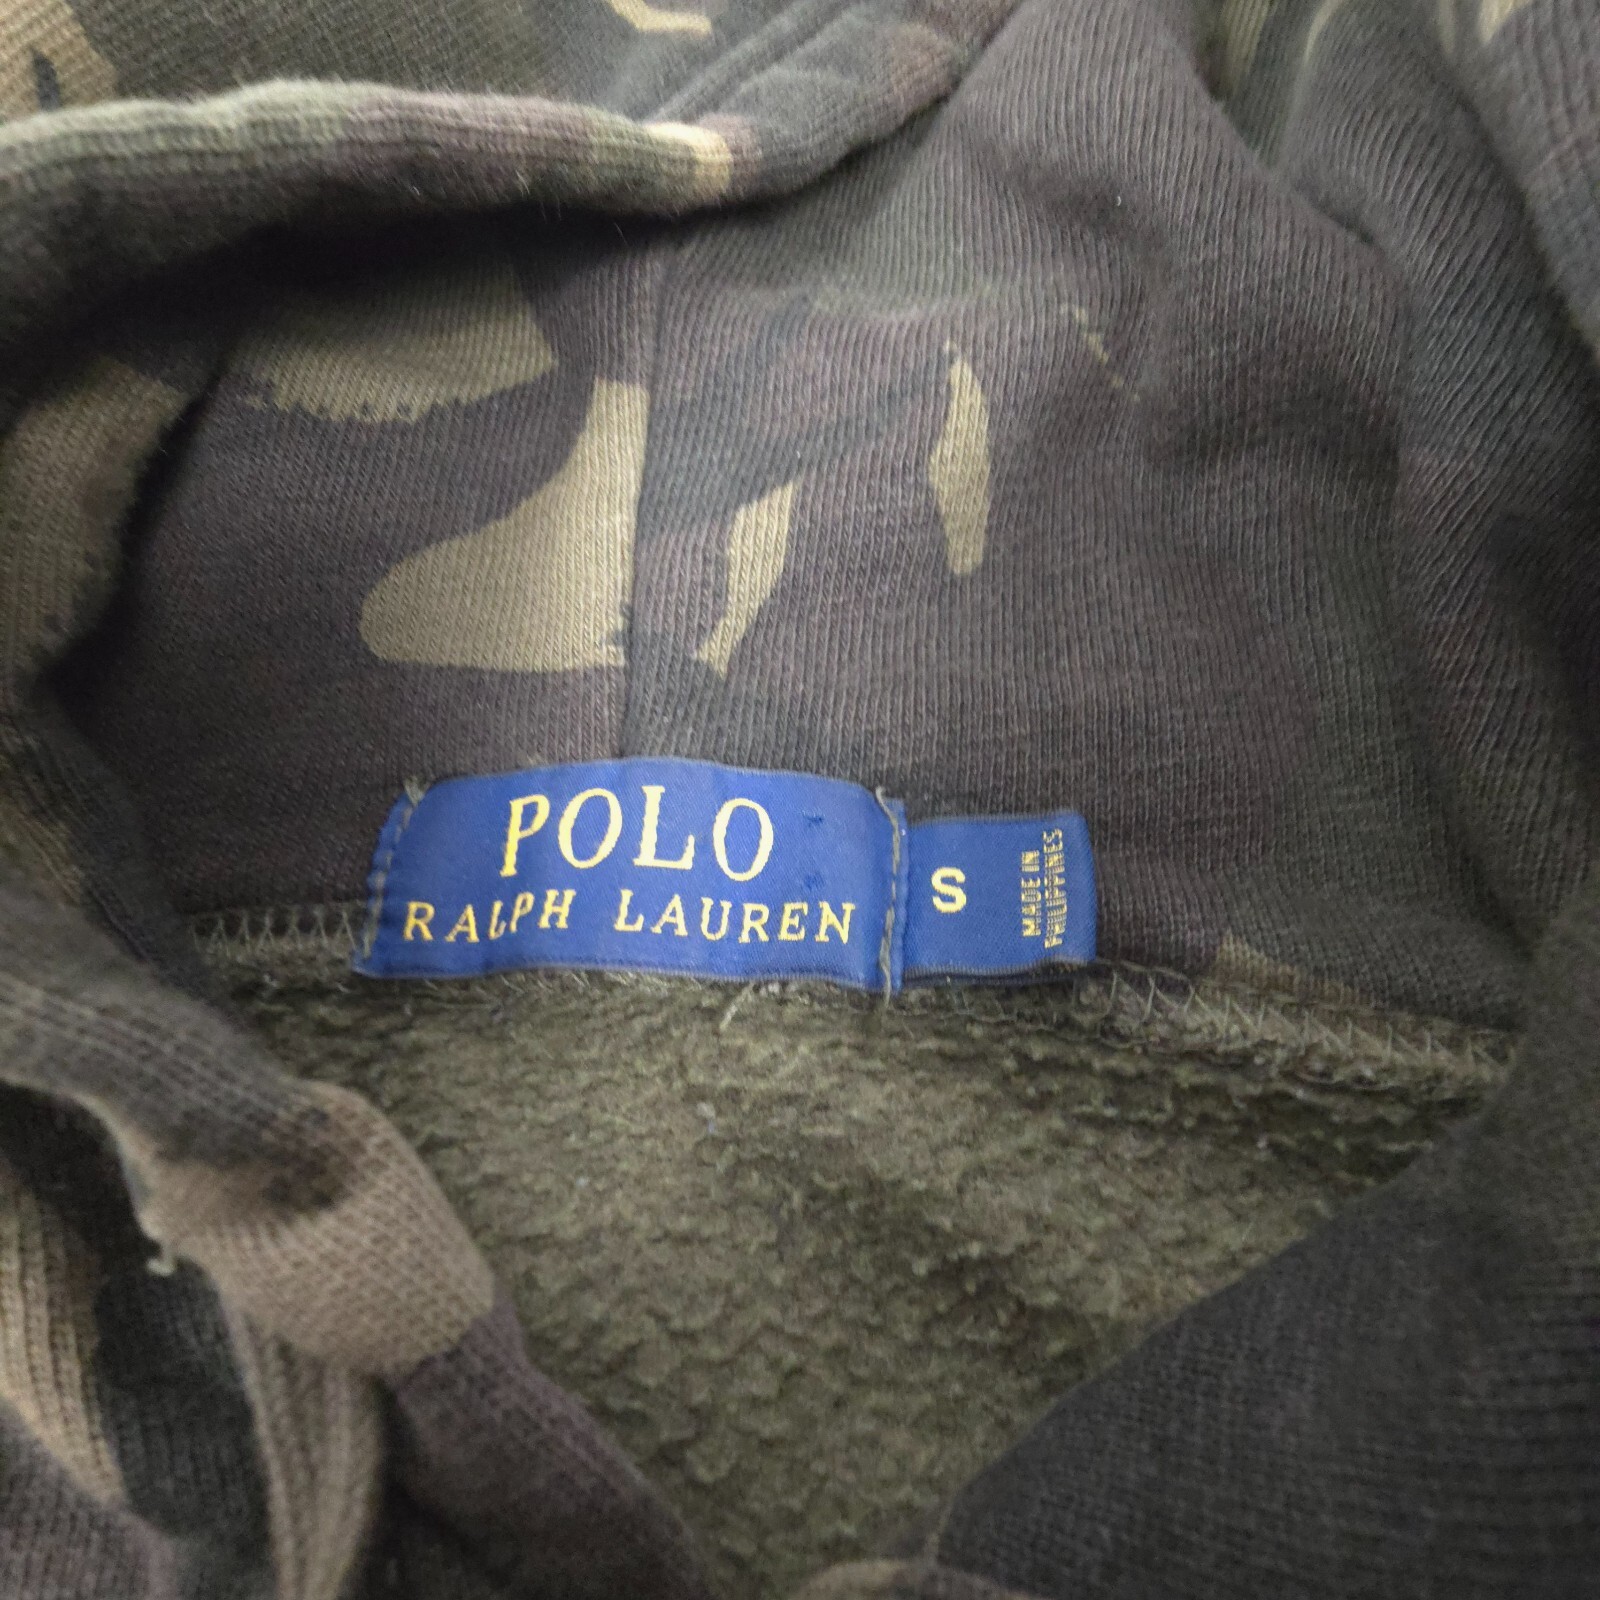 POLO
RALPH LAUREN
S
MADE IN
PHILIPPINES